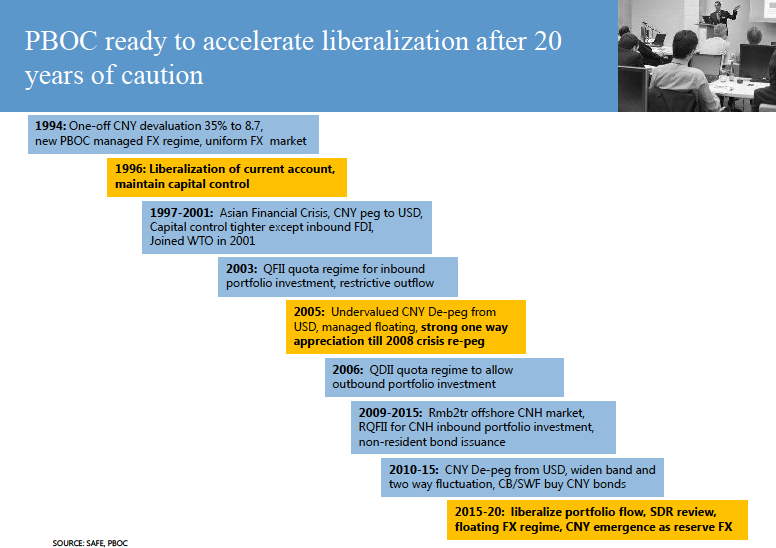 PBOC ready to accelerate liberalization after 20
years of caution
1994: One-off CNY devaluation 35% to 8.7,
new PBOC managed FX regime, uniform FX market
1996: Liberalization of current account,
maintain capital control
1997-2001: Asian Financial Crisis, CNY peg to USD,
Capital control tighter except inbound FDI,
Joined WTO in 2001
2003: QFII quota regime for inbound
portfolio investment, restrictive outflow
2005: Undervalued CNY De-peg from
USD, managed floating, strong one way
appreciation till 2008 crisis re-peg
2006: QDII quota regime to allow
outbound portfolio investment
2009-2015: Rmb2tr offshore CNH market,
RQFII for CNH inbound portfolio investment,
non-resident bond issuance
2010-15: CNY De-peg from USD, widen band and
two way fluctuation, CB/SWF buy CNY bonds
2015-20: liberalize portfolio flow, SDR review,
floating FX regime, CNY emergence as reserve FX
SOURCE: SAFE, PBOC